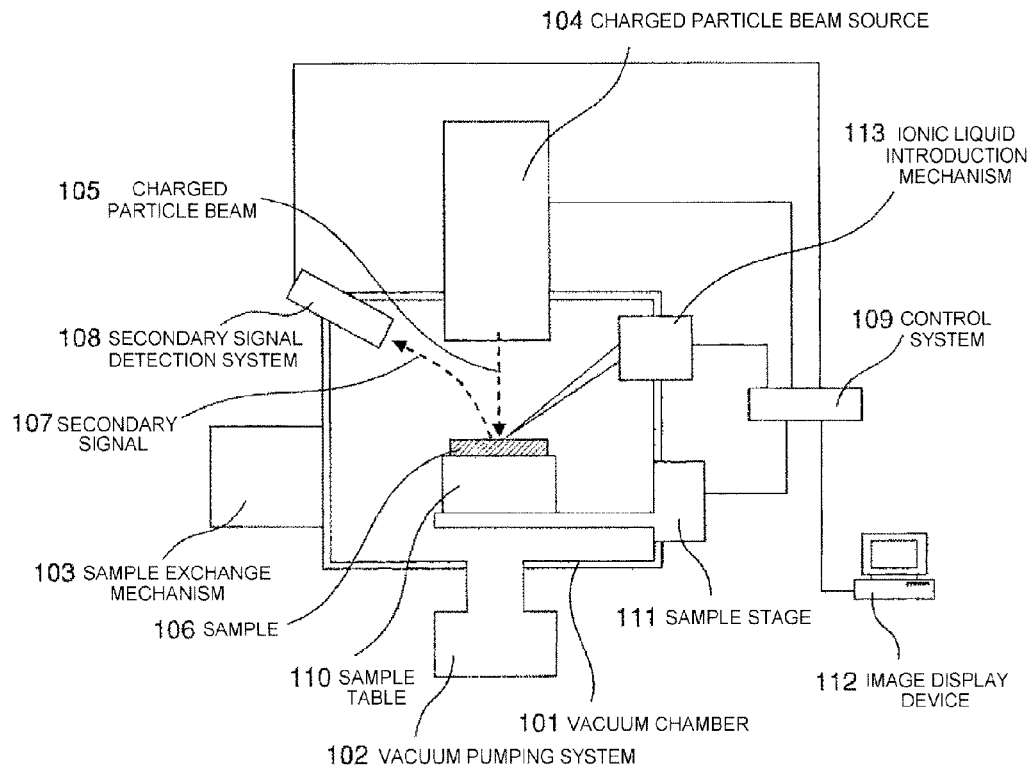 104 CHARGED PARTICLE BEAM SOURCE
113 IONIC LIQUID
INTRODUCTION
MECHANISM
105 CHARGED
PARTICLE BEAM
108 SECONDARY SIGNAL
DETECTION SYSTEM
109 CONTROL
SYSTEM
107 SECONDARY
SIGNAL
103 SAMPLE EXCHANGE
MECHANISM
106 SAMPLE
111 SAMPLE STAGE
110 SAMPLE
TABLE
112 IMAGE DISPLAY
DEVICE
101 VACUUM CHAMBER
102 VACUUM PUMPING SYSTEM